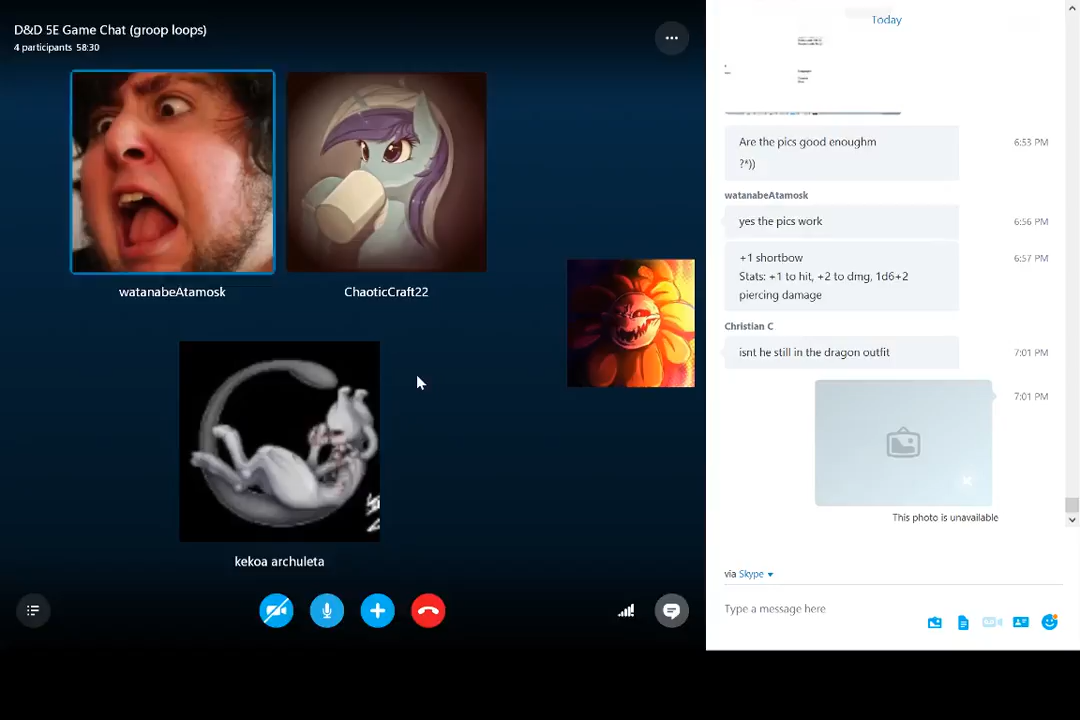 D&D 5E Game Chat (groop loops)
4 participants 58:30
watanabeAtamosk
ChaoticCraft22
kekoa archuleta
Today
Are the pics good enoughm
?*))
6:53 PM
watanabeAtamosk
yes the pics work
6:56 PM
+1 shortbow
Stats: +1 to hit, +2 to dmg, 1d6+2
piercing damage
6:57 PM
Christian C
isnt he still in the dragon outfit
7:01 PM
7:01 PM
This photo is unavailable
via Skype
Type a message here